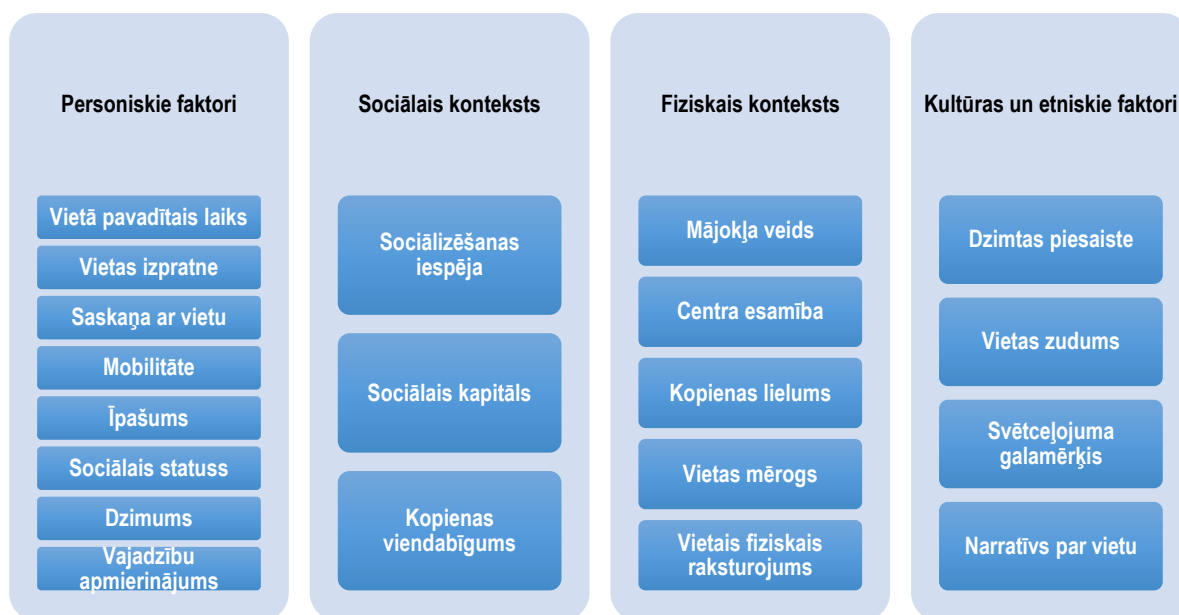 Personiskie faktori
Vietā pavadītais laiks
Vietas izpratne
Saskaņa ar vietu
Mobilitāte
Īpašums
Sociālais statuss
Dzimums
Vajadzību
apmierinājums
Sociālais konteksts
Sociālizēšanas
iespēja
Sociālais kapitāls
Kopienas
viendabīgums
Fiziskais konteksts
Mājokļa veids
Centra esamība
Kopienas lielums
Vietas mērogs
Vietais fiziskais
raksturojums
Kultūras un etniskie faktori
Dzimtas piesaiste
Vietas zudums
Svētceļojuma
galamērķis
Narratīvs par vietu